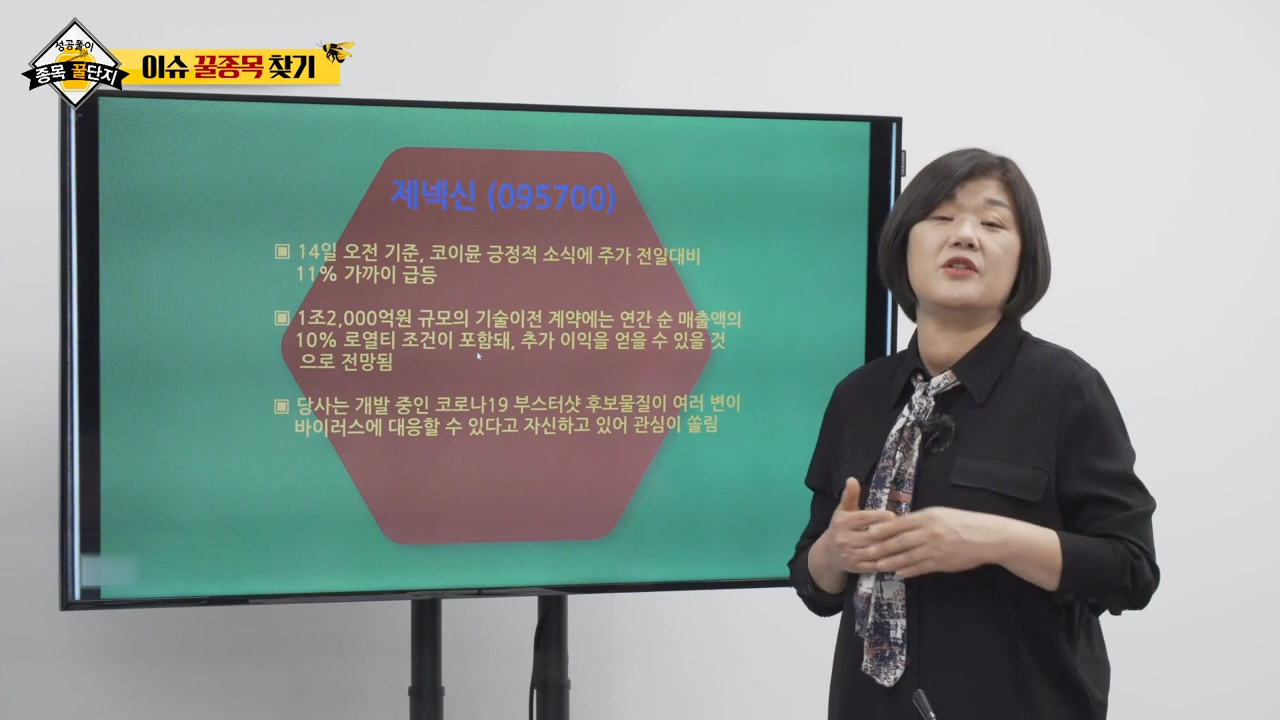 성공줄이
종목 꿀단지
이슈 꿀종목 찾기
제넥신 (095700)
▣ 14일 오전 기준, 코이뮨 긍정적 소식에 주가 전일대비
11% 가까이 급등
▣ 1조2,000억원 규모의 기술이전 계약에는 연간 순 매출액의
10% 로열티 조건이 포함돼, 추가 이익을 얻을 수 있을 것
으로 전망됨
▣ 당사는 개발 중인 코로나19 부스터샷 후보물질이 여러 변이
바이러스에 대응할 수 있다고 자신하고 있어 관심이 쏠림